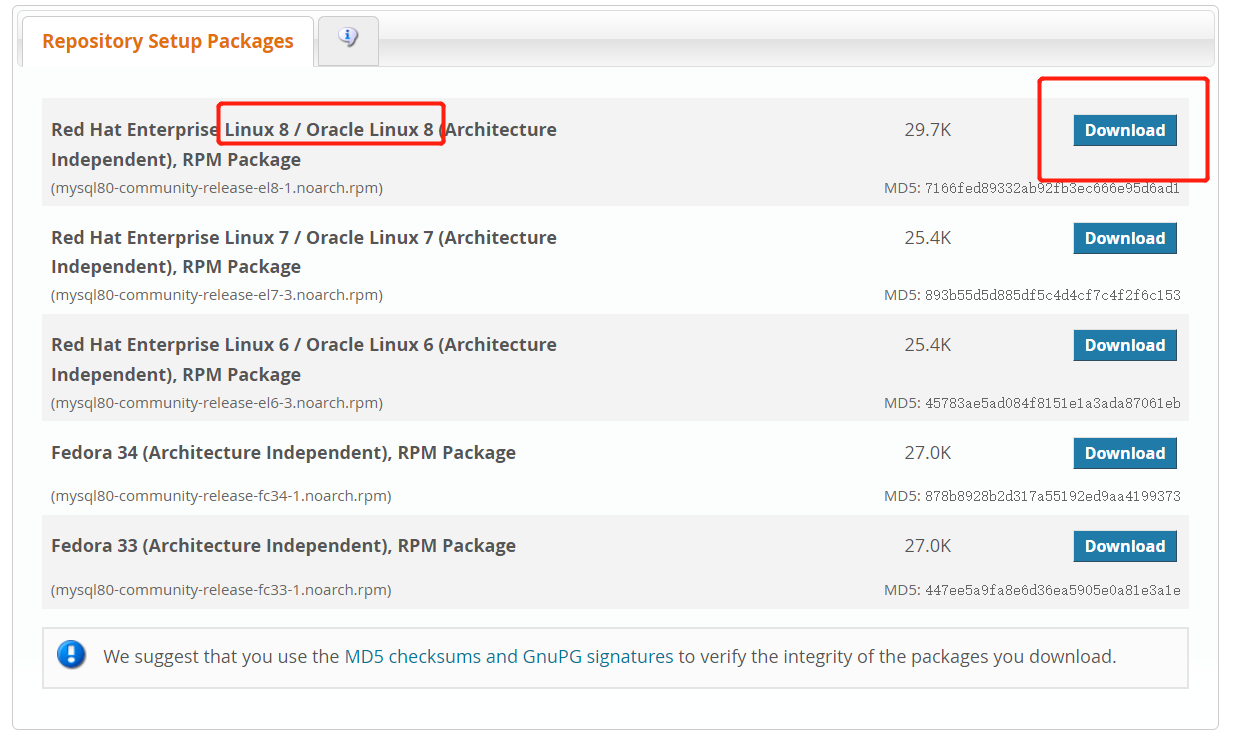 Repository Setup Packages
Red Hat Enterprise Linux 8 / Oracle Linux 8 (Architecture
Independent), RPM Package
29.7K
Download
(mysql80-community-release-el8-1.noarch.rpm)
MD5: 7166fed89332ab92fb3ec666e95d6ad1
Red Hat Enterprise Linux 7 / Oracle Linux 7 (Architecture
Independent), RPM Package
25.4K
Download
(mysql80-community-release-el7-3.noarch.rpm)
MD5: 893b55d5d885df5c4d4cf7c4f2f6c153
Red Hat Enterprise Linux 6 / Oracle Linux 6 (Architecture
Independent), RPM Package
25.4K
Download
(mysql80-community-release-el6-3.noarch.rpm)
MD5: 45783ae5ad084f8151e1a3ada87061eb
Fedora 34 (Architecture Independent), RPM Package
27.0K
Download
(mysql80-community-release-fc34-1.noarch.rpm)
MD5: 878b8928b2d317a55192ed9aa4199373
Fedora 33 (Architecture Independent), RPM Package
27.0K
Download
(mysql80-community-release-fc33-1.noarch.rpm)
MD5: 447ee5a9fa8e6d36ea5905e0a81e3a1e
We suggest that you use the MD5 checksums and GnuPG signatures to verify the integrity of the packages you download.